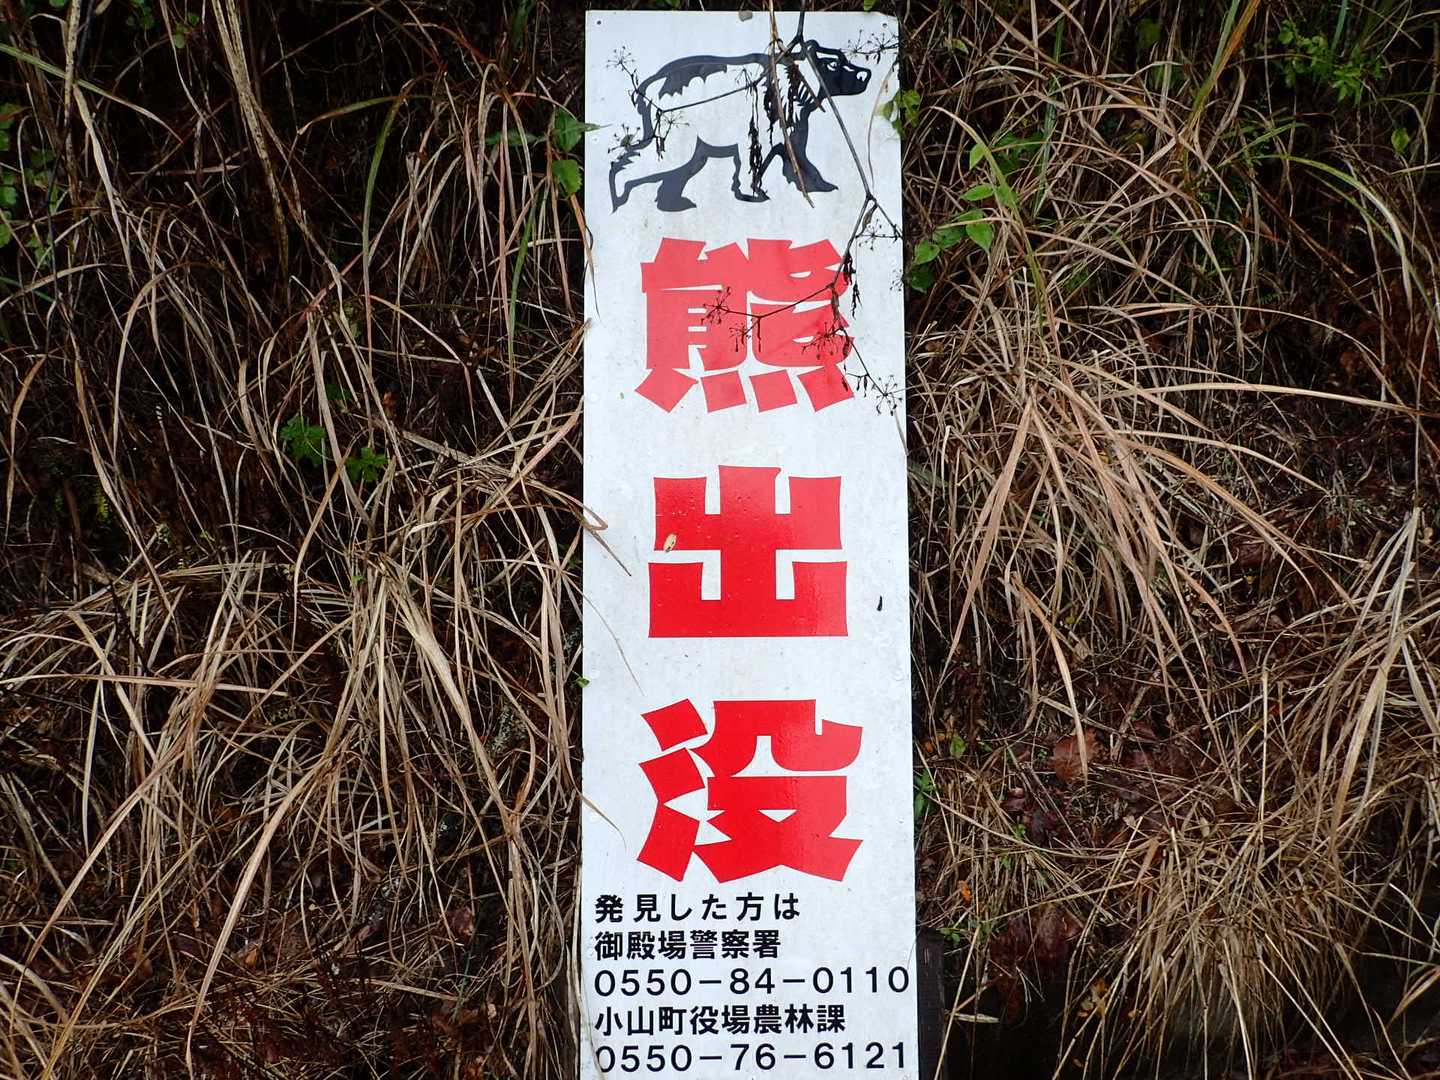 熊出没
発見した方は
御殿場警察署
0550-84-0110
小山町役場農林課
0550-76-6121